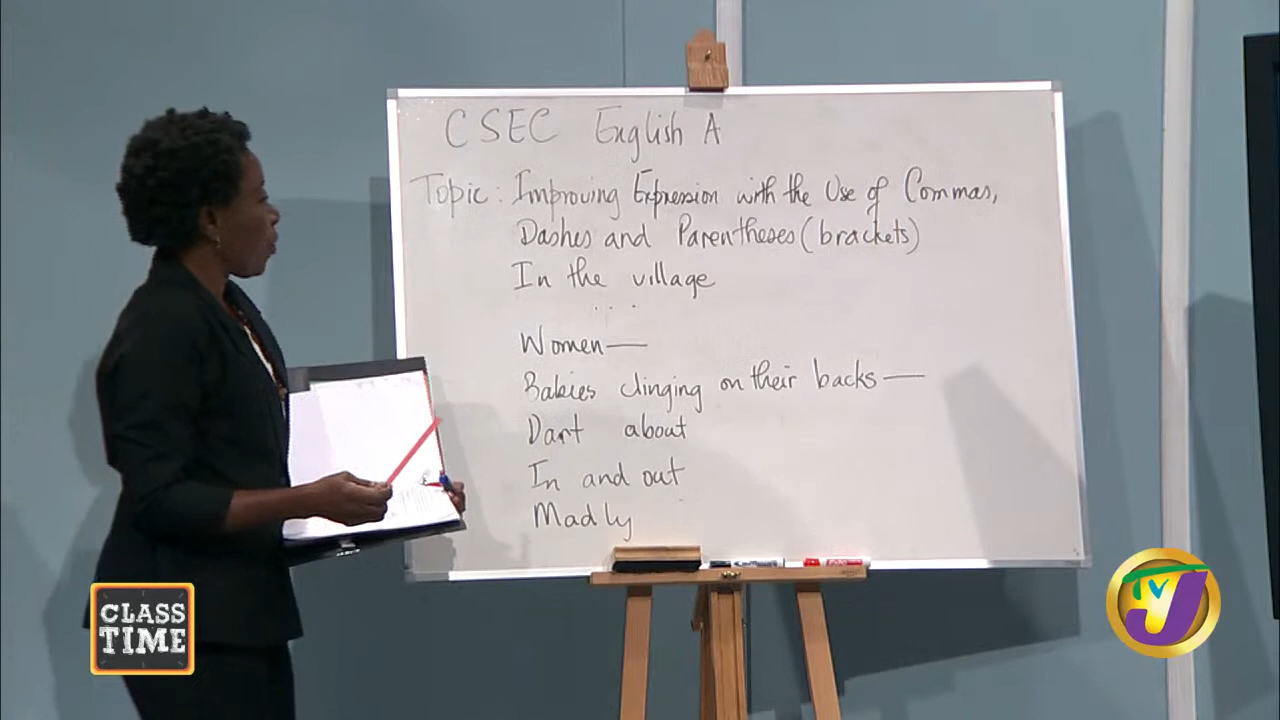 CSEC English A
Topic: Improving Expression with the Use of Commas,
Dashes and Parentheses (brackets)
In the village
...
Women—
Babies clinging on their backs—
Dart about
In and out
Madly
CLASS
TIME
TVJ